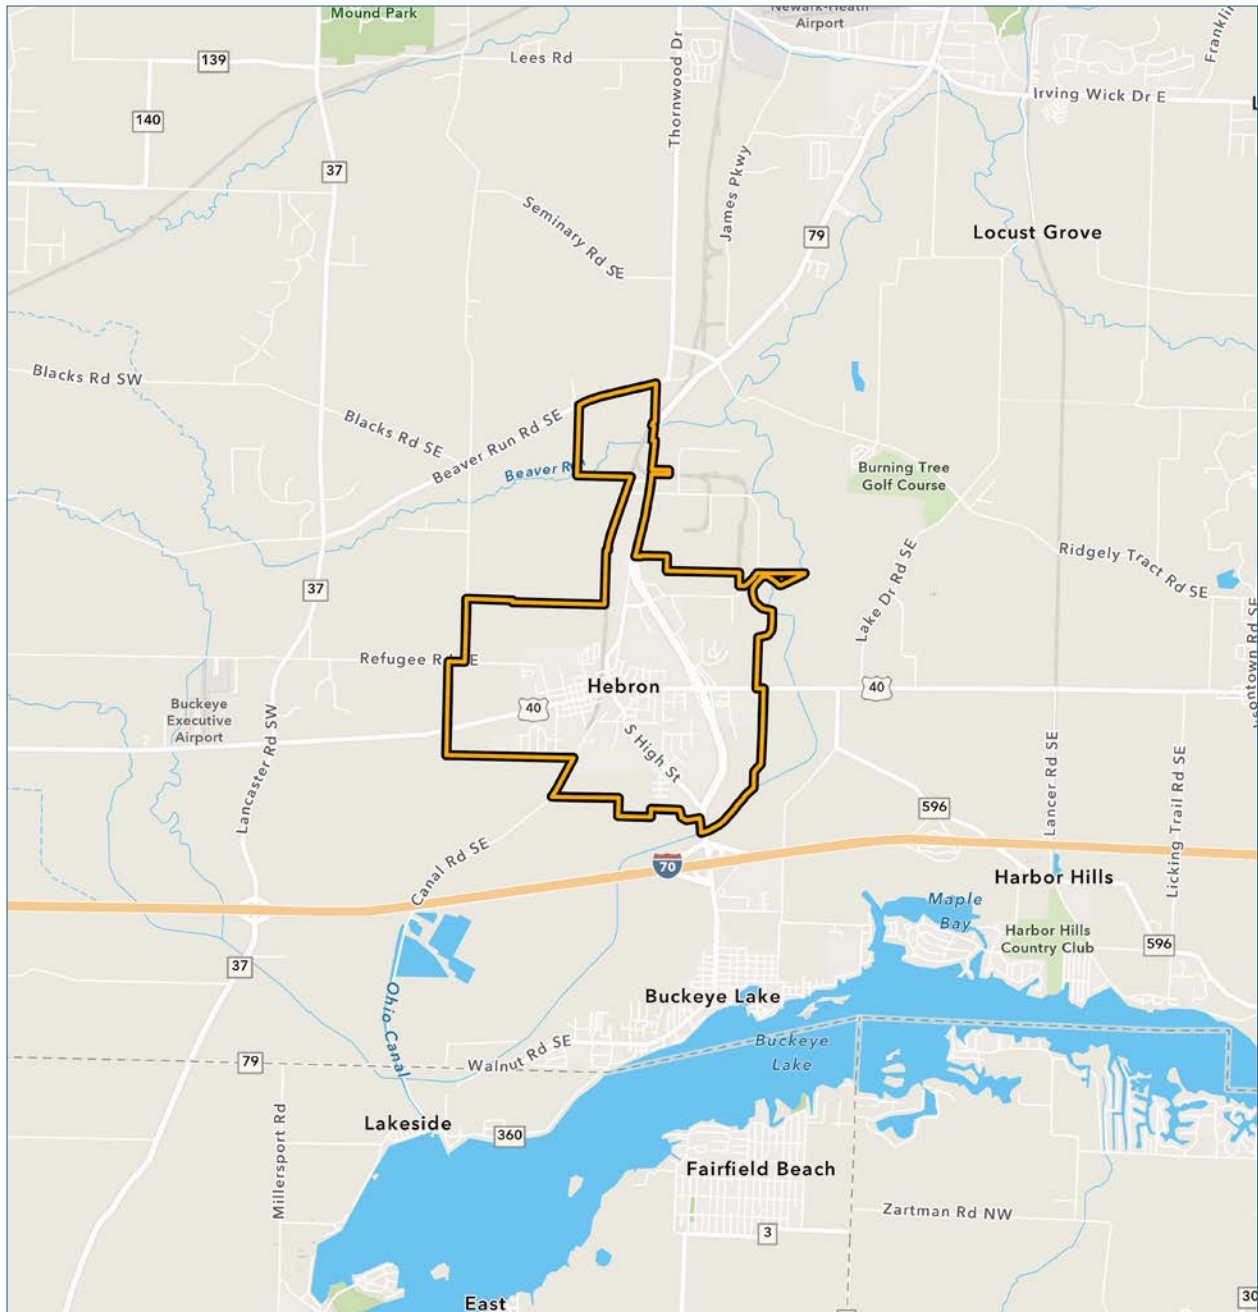 Mound Park
Newark-Heath
Airport
139
Lees Rd
Thornwood Dr
Franklin
Irving Wick Dr E
140
37
James Pkwy
Seminary Rd SE
79
Locust Grove
Blacks Rd SW
Blacks Rd SE
Beaver Run Rd SE
Beaver R
Burning Tree
Golf Course
Ridgely Tract Rd SE
Lake Dr Rd SE
37
Refugee Rd E
Hebron
40
40
Buckeye
Executive
Airport
Lancaster Rd SW
S High St
Lancer Rd SE
Licking Trail Rd SE
596
Canal Rd SE
70
Harbor Hills
Maple
Bay
Harbor Hills
Country Club
596
37
Buckeye Lake
Ohio Canal
Buckeye
Lake
79
Walnut Rd SE
Millersport Rd
Lakeside
360
Fairfield Beach
Zartman Rd NW
3
East
30